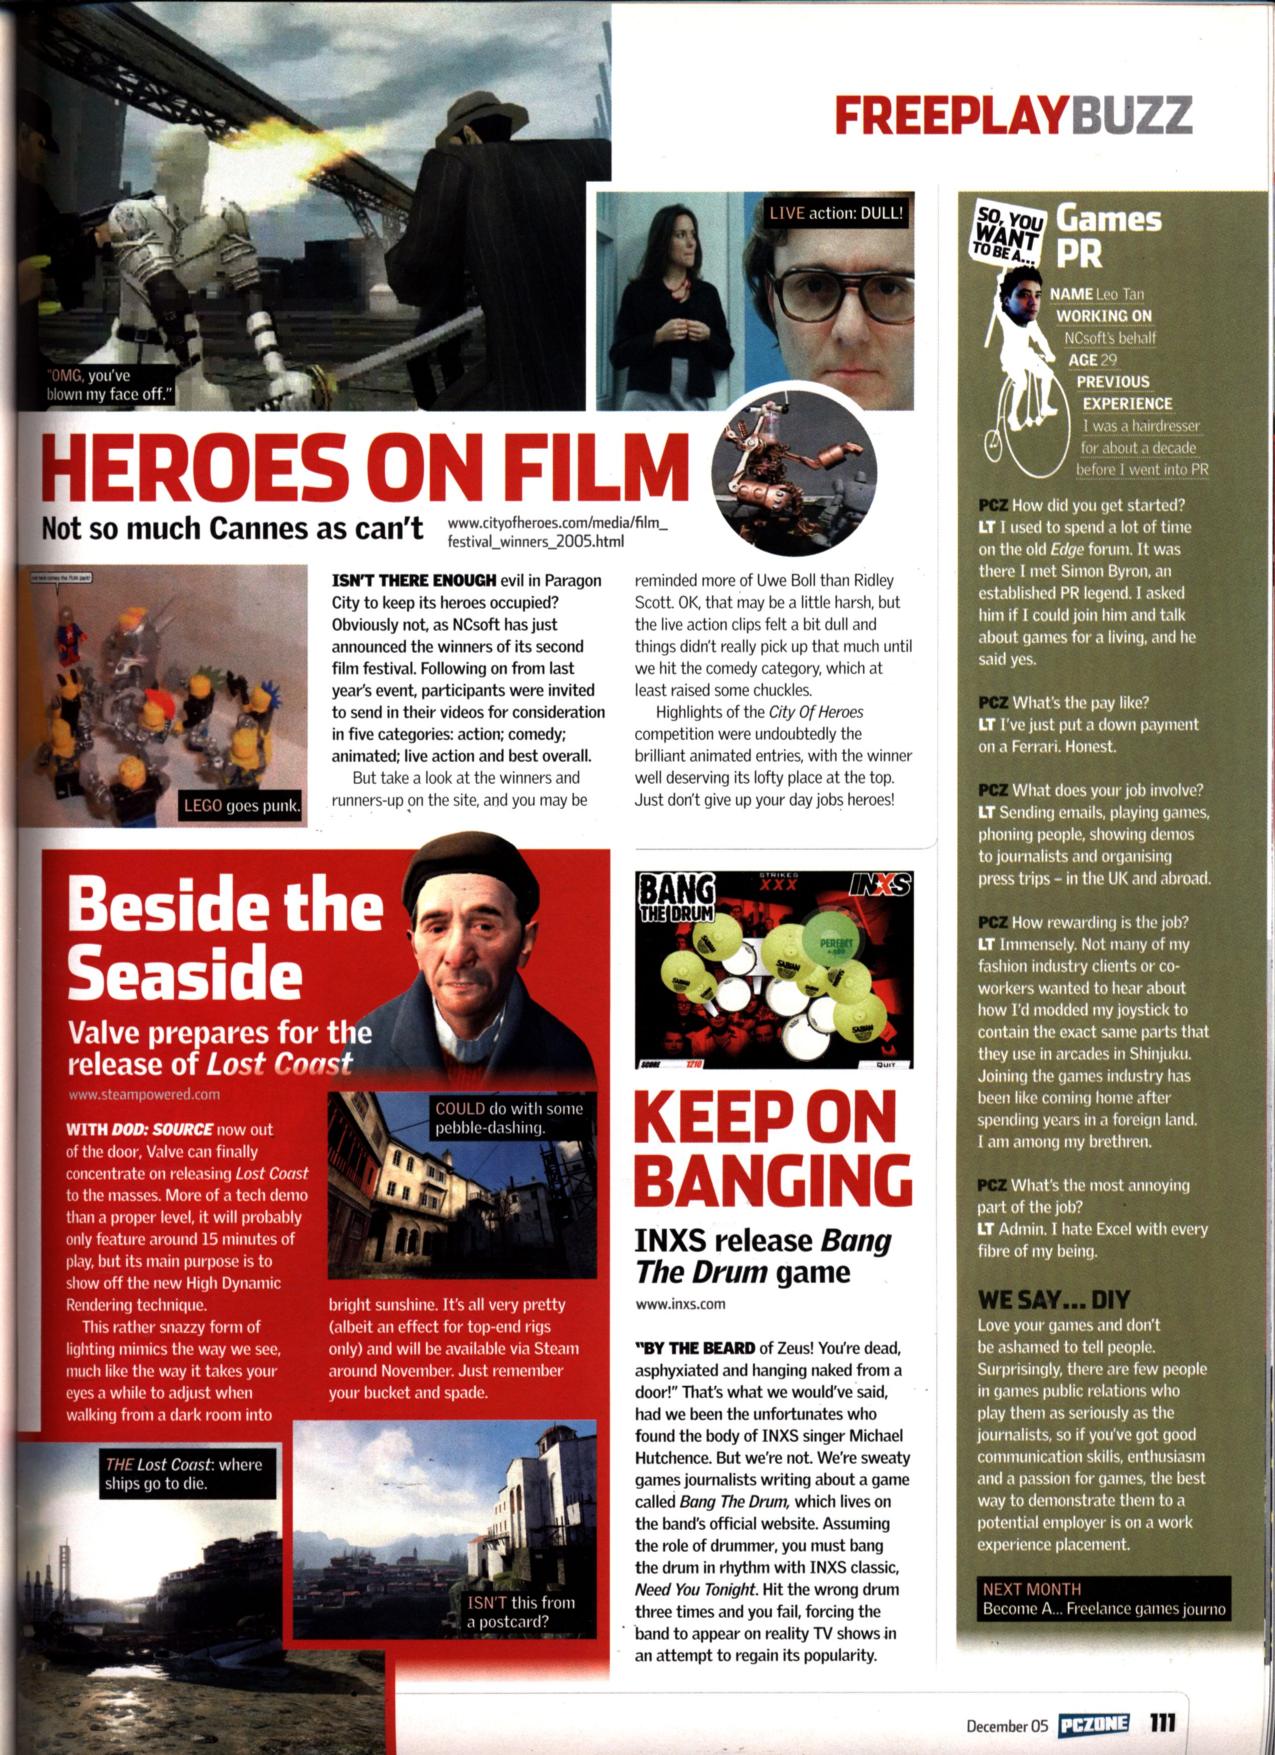 FREEPLAYBUZZ
"OMG, you've
blown my face off."
LIVE action: DULL!
HEROES ON FILM
Not so much Cannes as can't
www.cityofheroes.com/media/film_
festival_winners_2005.html
LEGO goes punk.
ISN'T THERE ENOUGH evil in Paragon
City to keep its heroes occupied?
Obviously not, as NCsoft has just
announced the winners of its second
film festival. Following on from last
year's event, participants were invited
to send in their videos for consideration
in five categories: action; comedy;
animated; live action and best overall.
But take a look at the winners and
runners-up on the site, and you may be
reminded more of Uwe Boll than Ridley
Scott. OK, that may be a little harsh, but
the live action clips felt a bit dull and
things didn't really pick up that much until
we hit the comedy category, which at
least raised some chuckles.
Highlights of the City Of Heroes
competition were undoubtedly the
brilliant animated entries, with the winner
well deserving its lofty place at the top.
Just don't give up your day jobs heroes!
Beside the
Seaside
Valve prepares for the
release of Lost Coast
www.steampowered.com
WITH DOD: SOURCE now out
of the door, Valve can finally
concentrate on releasing Lost Coast
to the masses. More of a tech demo
than a proper level, it will probably
only feature around 15 minutes of
play, but its main purpose is to
show off the new High Dynamic
Rendering technique.
This rather snazzy form of
lighting mimics the way we see,
much like the way it takes your
eyes a while to adjust when
walking from a dark room into
COULD do with some
pebble-dashing.
bright sunshine. It's all very pretty
(albeit an effect for top-end rigs
only) and will be available via Steam
around November. Just remember
your bucket and spade.
THE Lost Coast: where
ships go to die.
ISN'T this from
a postcard?
BANG
THE DRUM
STRIKES
XXX
INXS
PERFECT
SABIAN
SABIAN
SABIAN
SABIAN
SCORE 1210
QUIT
KEEP ON
BANGING
INXS release Bang
The Drum game
www.inxs.com
"BY THE BEARD of Zeus! You're dead,
asphyxiated and hanging naked from a
door!" That's what we would've said,
had we been the unfortunates who
found the body of INXS singer Michael
Hutchence. But we're not. We're sweaty
games journalists writing about a game
called Bang The Drum, which lives on
the band's official website. Assuming
the role of drummer, you must bang
the drum in rhythm with INXS classic,
Need You Tonight. Hit the wrong drum
three times and you fail, forcing the
band to appear on reality TV shows in
an attempt to regain its popularity.
SO, YOU
WANT
TO BE A...
Games
PR
NAME Leo Tan
WORKING ON
NCsoft's behalf
AGE 29
PREVIOUS
EXPERIENCE
I was a hairdresser
for about a decade
before I went into PR
PCZ How did you get started?
LT I used to spend a lot of time
on the old Edge forum. It was
there I met Simon Byron, an
established PR legend. I asked
him if I could join him and talk
about games for a living, and he
said yes.
PCZ What's the pay like?
LT I've just put a down payment
on a Ferrari. Honest.
PCZ What does your job involve?
LT Sending emails, playing games,
phoning people, showing demos
to journalists and organising
press trips – in the UK and abroad.
PCZ How rewarding is the job?
LT Immensely. Not many of my
fashion industry clients or co-
workers wanted to hear about
how I'd modded my joystick to
contain the exact same parts that
they use in arcades in Shinjuku.
Joining the games industry has
been like coming home after
spending years in a foreign land.
I am among my brethren.
PCZ What's the most annoying
part of the job?
LT Admin. I hate Excel with every
fibre of my being.
WE SAY... DIY
Love your games and don't
be ashamed to tell people.
Surprisingly, there are few people
in games public relations who
play them as seriously as the
journalists, so if you've got good
communication skills, enthusiasm
and a passion for games, the best
way to demonstrate them to a
potential employer is on a work
experience placement.
NEXT MONTH
Become A... Freelance games journo
December 05 PCZONE 111